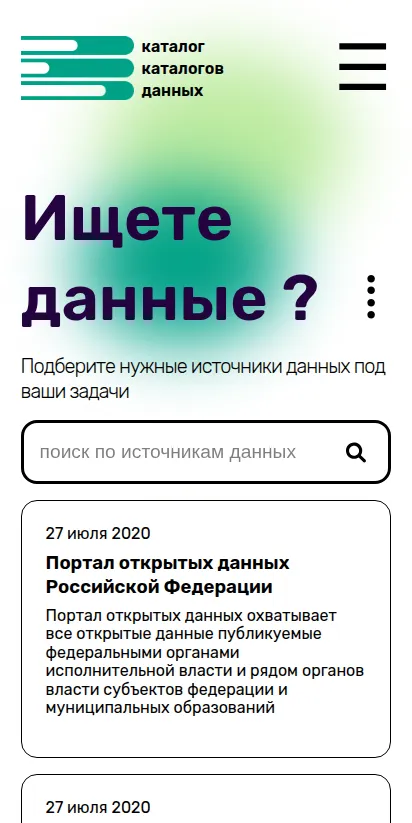 каталог
каталогов
данных
Ищете
данные ?
Подберите нужные источники данных под
ваши задачи
поиск по источникам данных
27 июля 2020
Портал открытых данных
Российской Федерации
Портал открытых данных охватывает
все открытые данные публикуемые
федеральными органами
исполнительной власти и рядом органов
власти субъектов федерации и
муниципальных образований
27 июля 2020